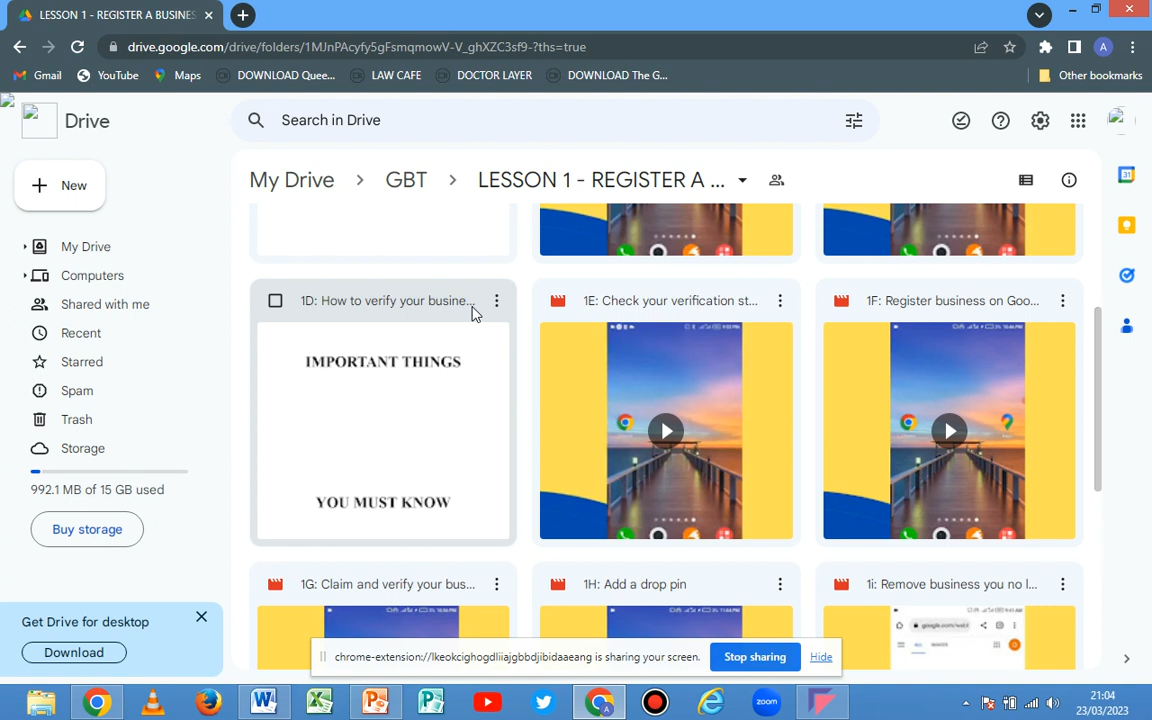 LESSON 1 - REGISTER A BUSINES
drive.google.com/drive/folders/1MJnPAcyfy5gFsmqmowV-V_ghXZC3sf9-?ths=true
A
Gmail
YouTube
Maps
DOWNLOAD Quee...
LAW CAFE
DOCTOR LAYER
DOWNLOAD The G...
Other bookmarks
Drive
Search in Drive
New
My Drive
GBT
LESSON 1 - REGISTER A ...
31
My Drive
Computers
Shared with me
Recent
Starred
Spam
Trash
Storage
992.1 MB of 15 GB used
Buy storage
1D: How to verify your busine...
1E: Check your verification st...
1F: Register business on Goo...
IMPORTANT THINGS
YOU MUST KNOW
1G: Claim and verify your bus...
1H: Add a drop pin
1i: Remove business you no l...
Get Drive for desktop
Download
chrome-extension://lkeokcighogdliiajgbbdjibidaaeang is sharing your screen.
Stop sharing
Hide
zoom
21:04
23/03/2023